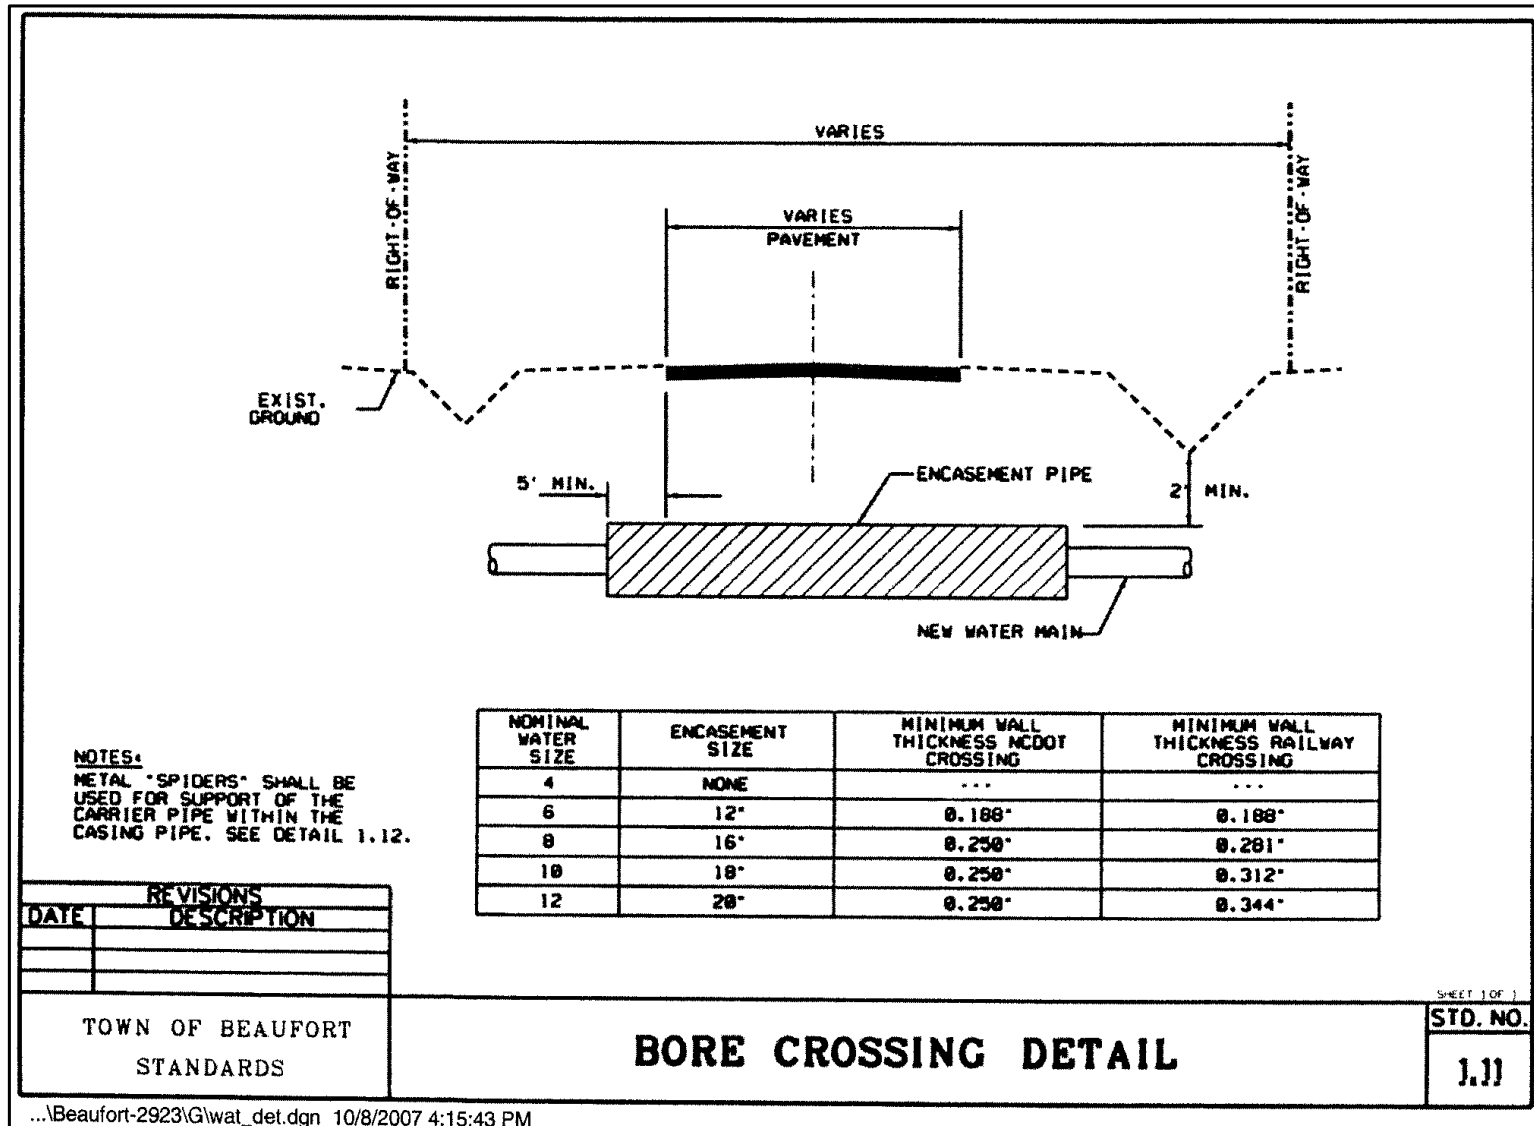 VARIES
RIGHT-OF-WAY
RIGHT-OF-WAY
VARIES
PAVEMENT
EXIST.
GROUND
5' MIN.
ENCASEMENT PIPE
2' MIN.
NEW WATER MAIN
NOTES:
METAL "SPIDERS" SHALL BE
USED FOR SUPPORT OF THE
CARRIER PIPE WITHIN THE
CASING PIPE. SEE DETAIL 1.12.
NOMINAL WATER SIZE | ENCASEMENT SIZE | MINIMUM WALL THICKNESS NCDOT CROSSING | MINIMUM WALL THICKNESS RAILWAY CROSSING
4 | NONE | --- | ---
6 | 12" | 0.188" | 0.188"
8 | 16" | 0.250" | 0.281"
10 | 18" | 0.250" | 0.312"
12 | 20" | 0.250" | 0.344"
REVISIONS
DATE DESCRIPTION
TOWN OF BEAUFORT
STANDARDS
BORE CROSSING DETAIL
SHEET 1 OF 1
STD. NO.
1.11
...\Beaufort-2923\G\wat_det.dgn 10/8/2007 4:15:43 PM